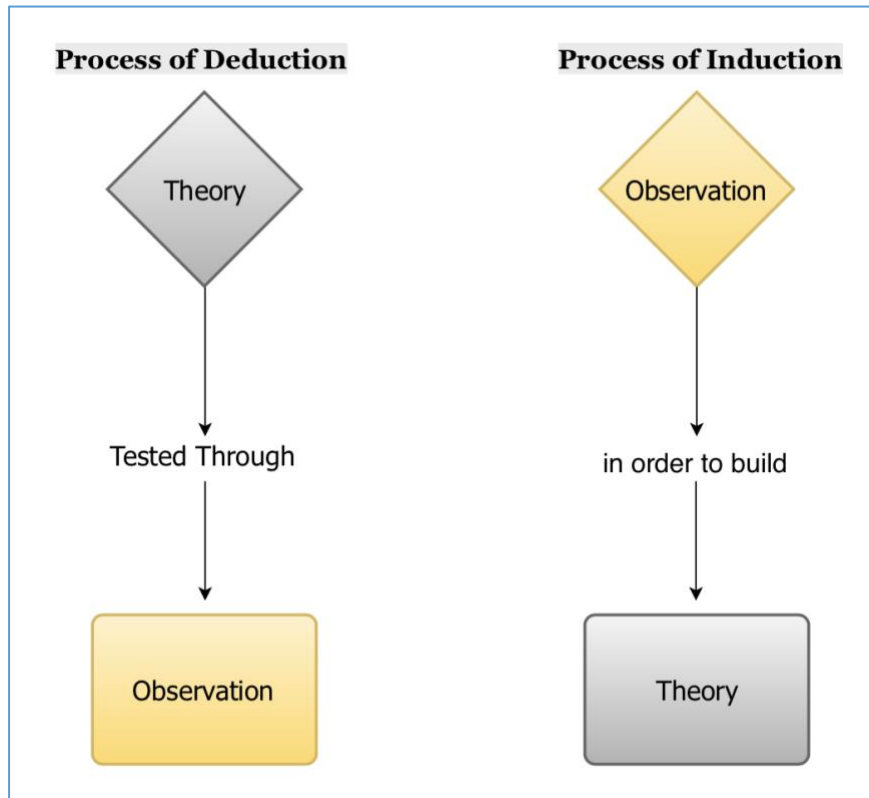 Process of Deduction
Theory
Tested Through
Observation
Process of Induction
Observation
in order to build
Theory